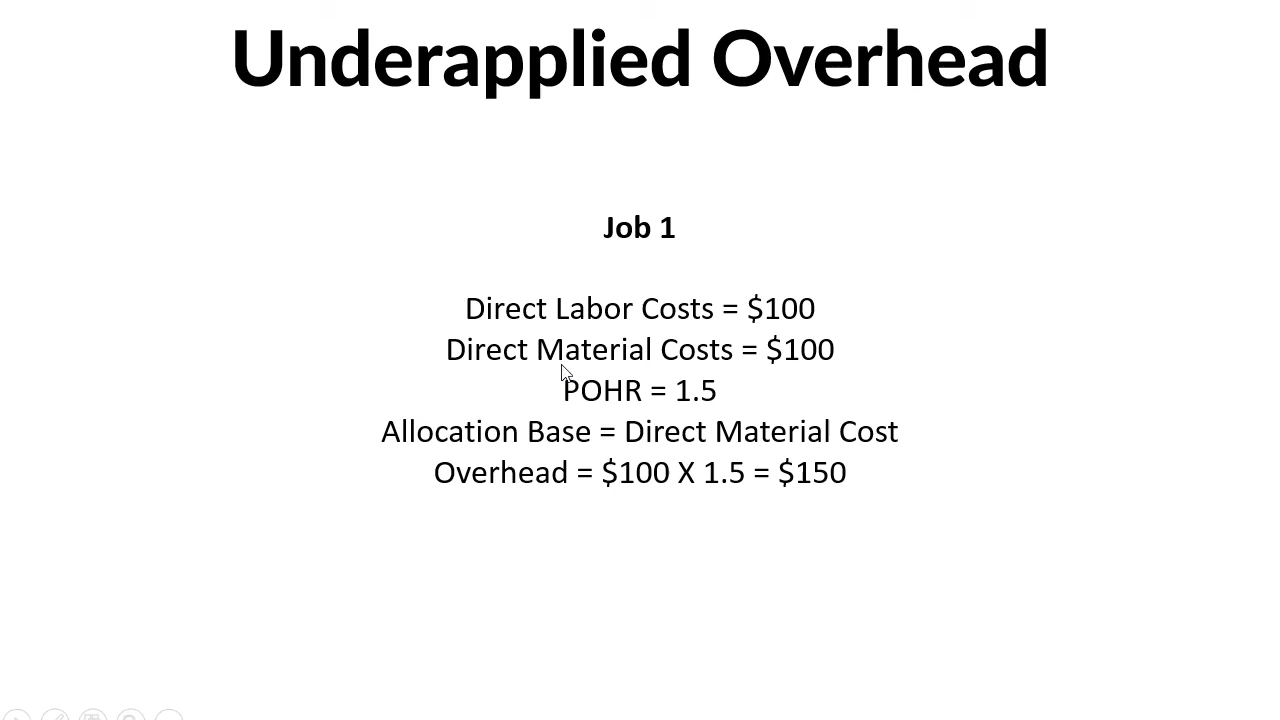 Underapplied Overhead
Job 1
Direct Labor Costs = $100
Direct Material Costs = $100
POHR = 1.5
Allocation Base = Direct Material Cost
Overhead = $100 X 1.5 = $150